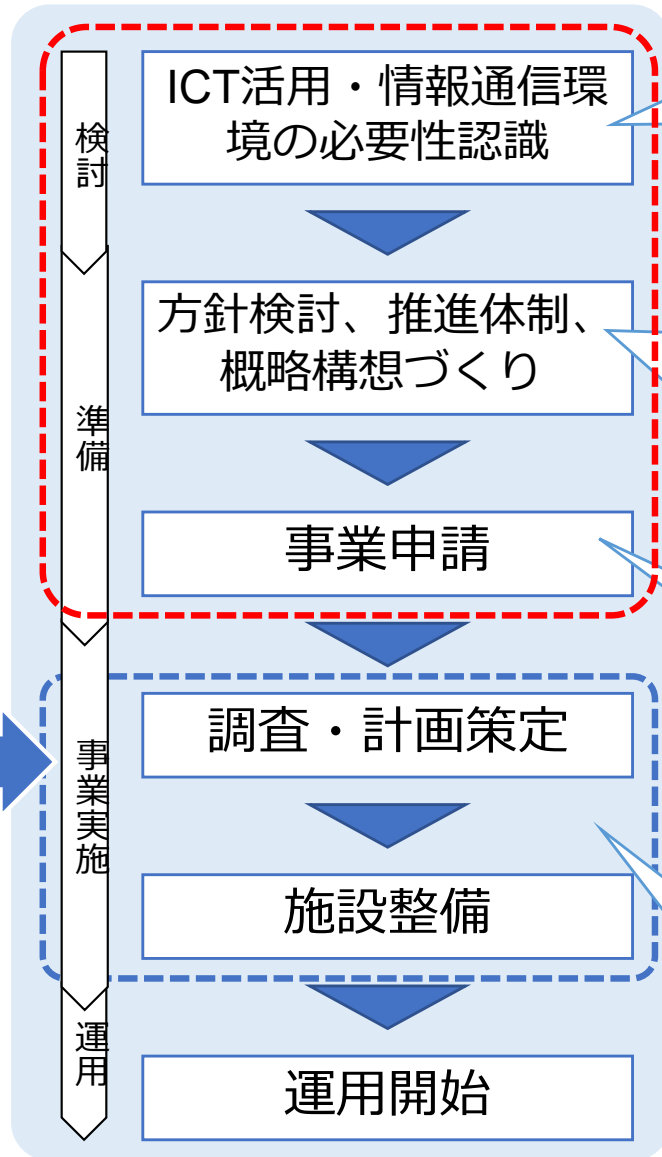 検討
ICT活用・情報通信環
境の必要性認識
準備
方針検討、推進体制、
概略構想づくり
事業申請
事業実施
調査・計画策定
施設整備
運用
運用開始